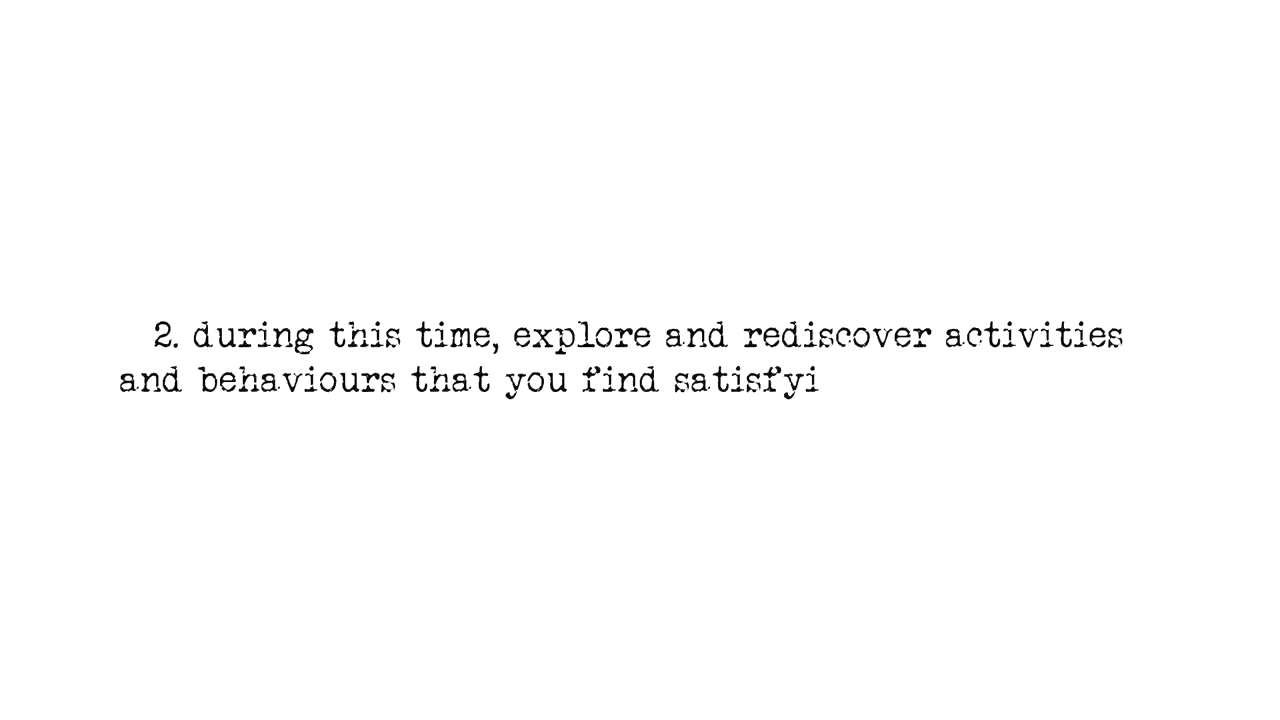 2. during this time, explore and rediscover activities
and behaviours that you find satisfyi